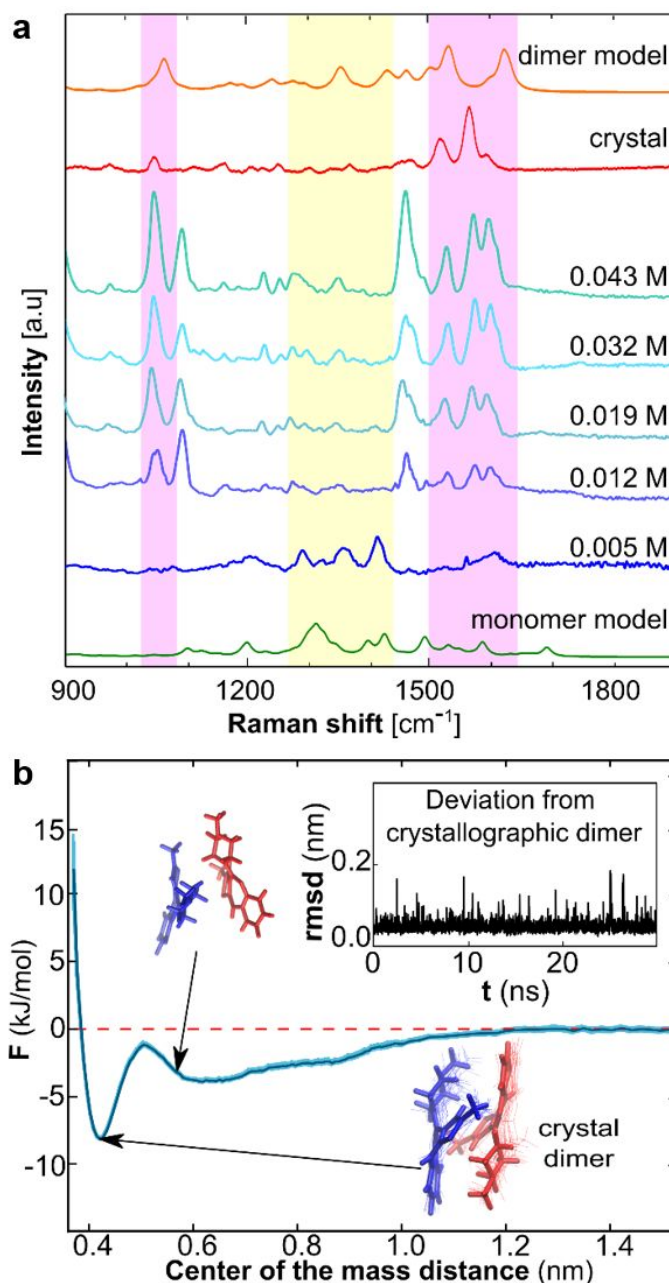 a
dimer model
crystal
0.043 M
0.032 M
0.019 M
0.012 M
0.005 M
monomer model
Intensity [a.u]
900 1200 1500 1800
Raman shift [cm⁻¹]
b
Deviation from
crystallographic dimer
rmsd (nm)
0.2
0.0
0 10 20
t (ns)
F (kJ/mol)
15
10
5
0
-5
-10
crystal
dimer
0.4 0.6 0.8 1.0 1.2 1.4
Center of the mass distance (nm)